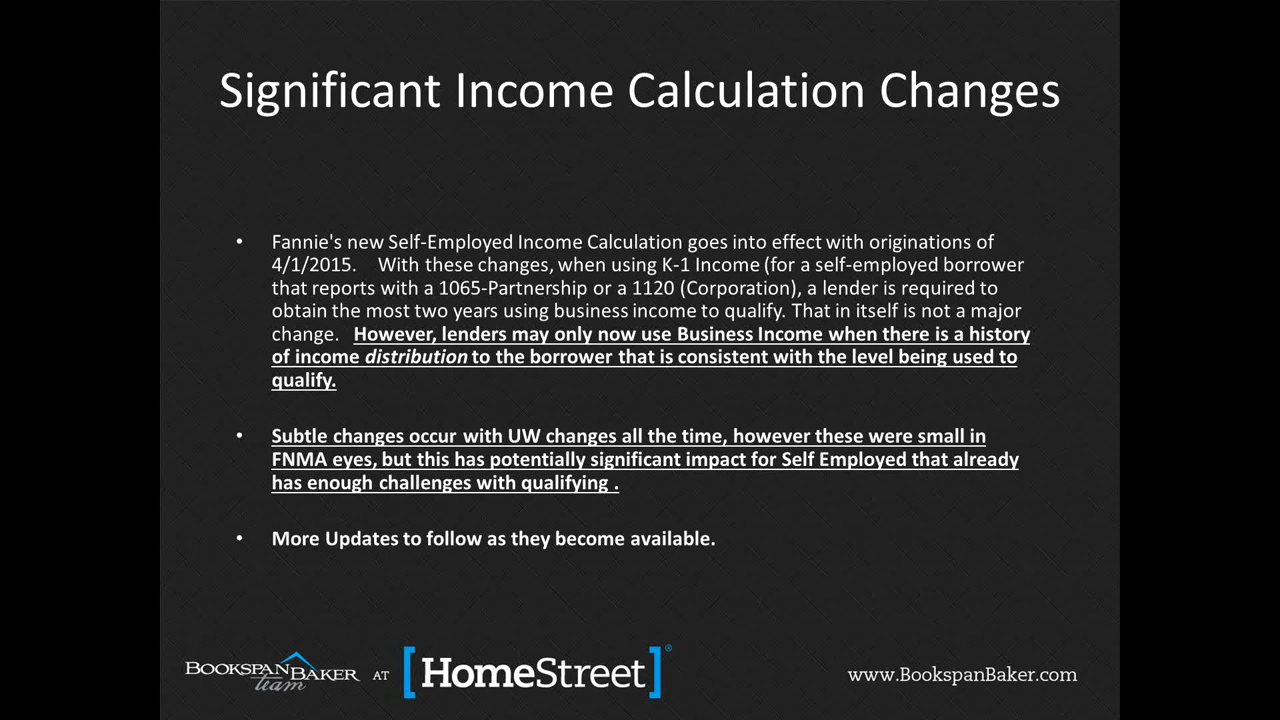 Significant Income Calculation Changes
• Fannie's new Self-Employed Income Calculation goes into effect with originations of
4/1/2015. With these changes, when using K-1 Income (for a self-employed borrower
that reports with a 1065-Partnership or a 1120 (Corporation), a lender is required to
obtain the most two years using business income to qualify. That in itself is not a major
change. However, lenders may only now use Business Income when there is a history
of income distribution to the borrower that is consistent with the level being used to
qualify.
• Subtle changes occur with UW changes all the time, however these were small in
FNMA eyes, but this has potentially significant impact for Self Employed that already
has enough challenges with qualifying .
• More Updates to follow as they become available.
BOOKSPANBAKER team AT [HomeStreet]®
www.BookspanBaker.com